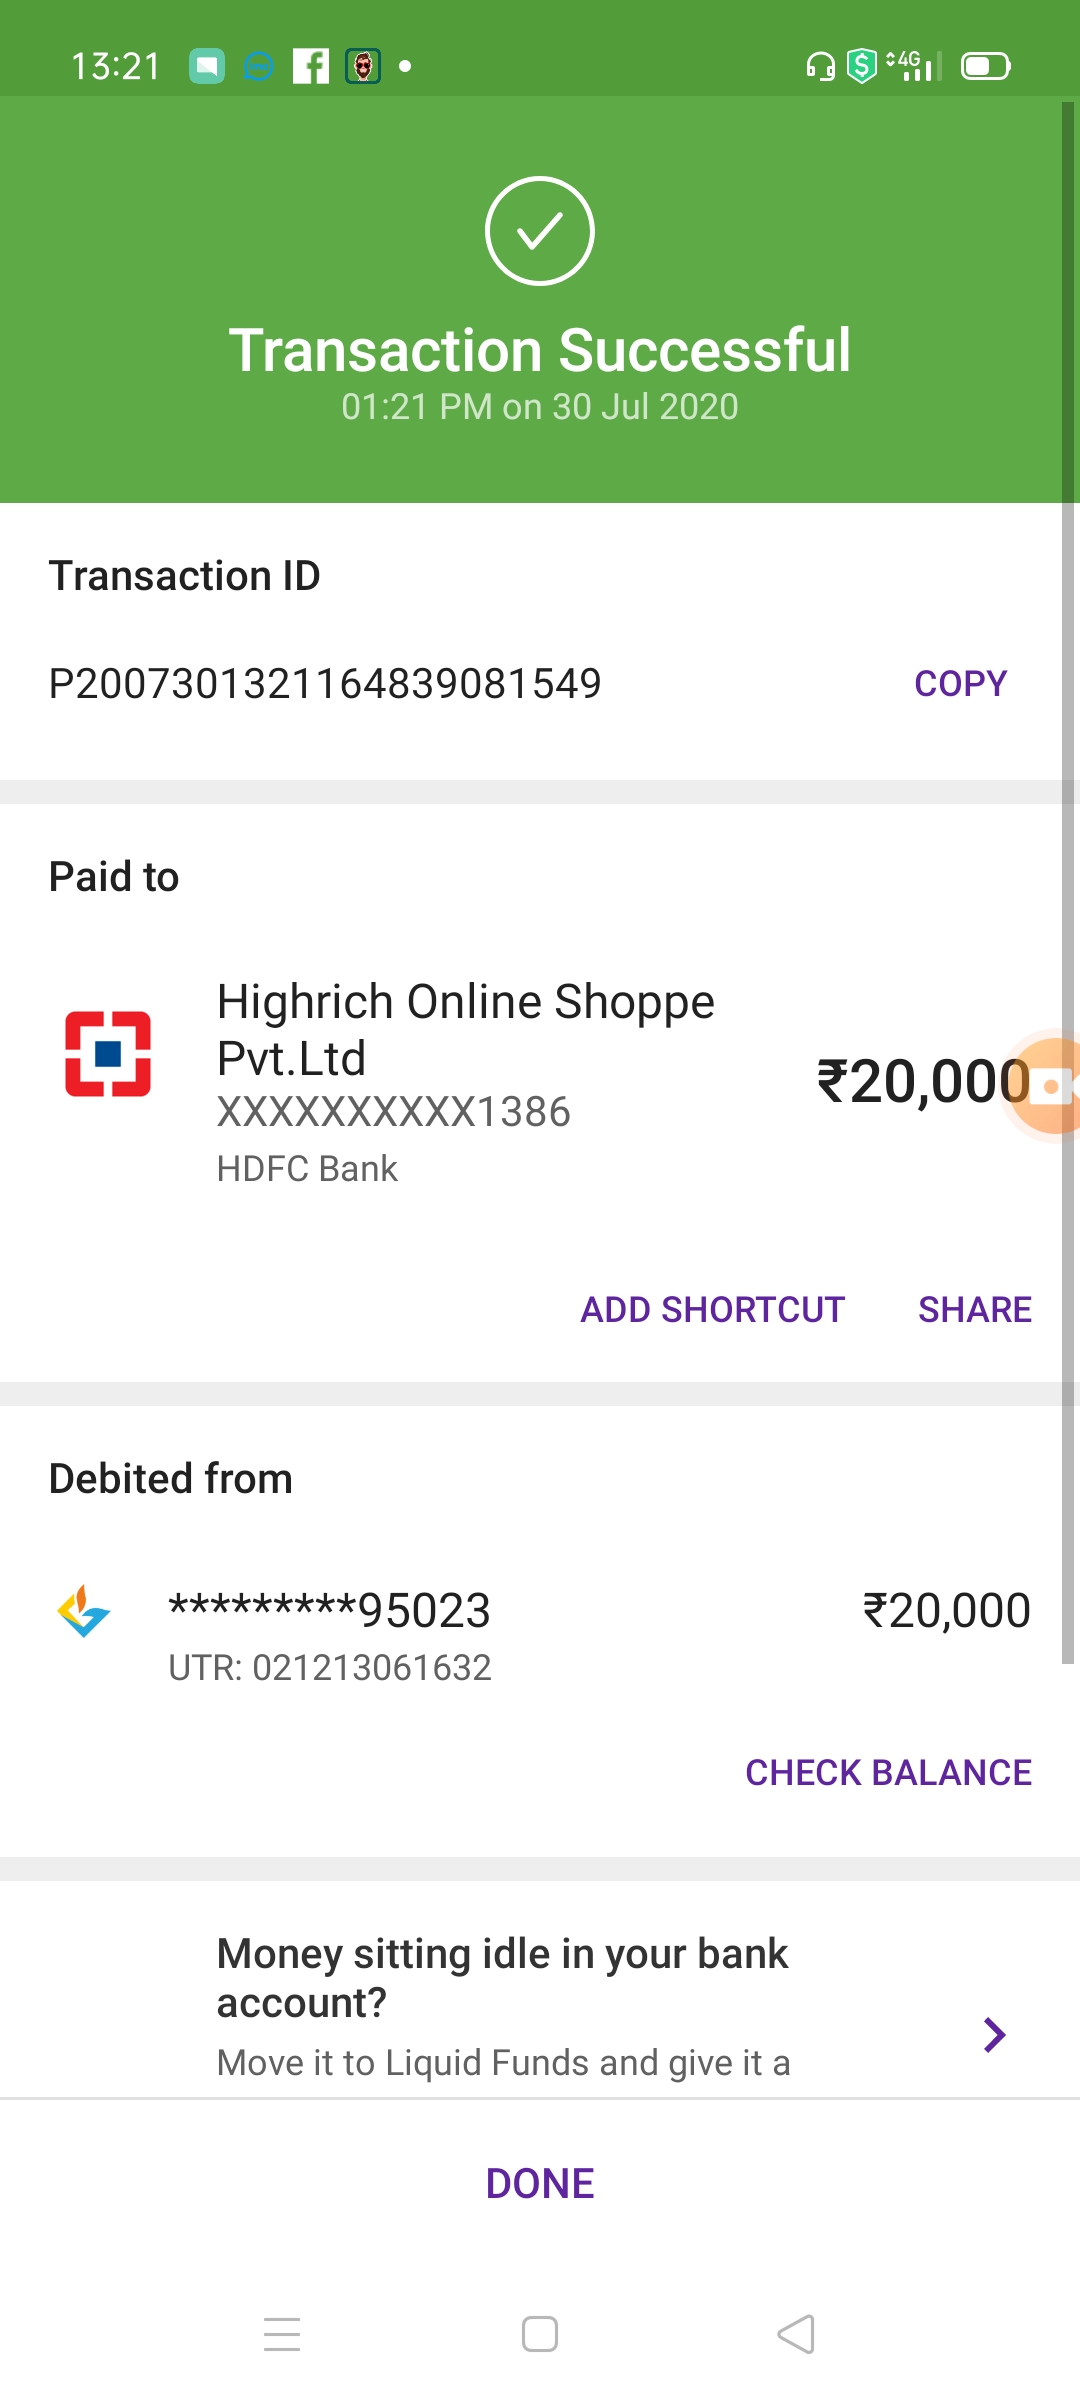 13:21
4G
Transaction Successful
01:21 PM on 30 Jul 2020
Transaction ID
P2007301321164839081549
COPY
Paid to
Highrich Online Shoppe
Pvt.Ltd
₹20,000
XXXXXXXXXX1386
HDFC Bank
ADD SHORTCUT SHARE
Debited from
*********95023
₹20,000
UTR: 021213061632
CHECK BALANCE
Money sitting idle in your bank
account?
Move it to Liquid Funds and give it a
DONE